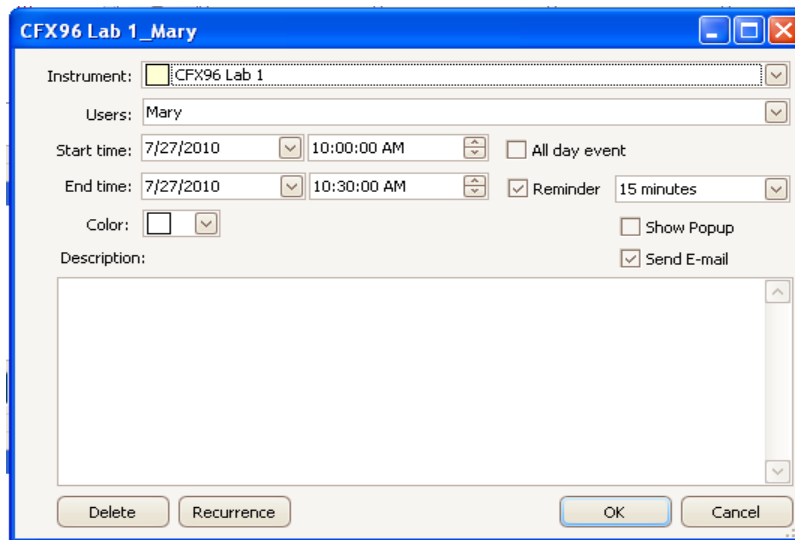 CFX96 Lab 1_Mary
Instrument: CFX96 Lab 1
Users: Mary
Start time: 7/27/2010 10:00:00 AM All day event
End time: 7/27/2010 10:30:00 AM Reminder 15 minutes
Color: Show Popup
Description: Send E-mail
Delete Recurrence OK Cancel